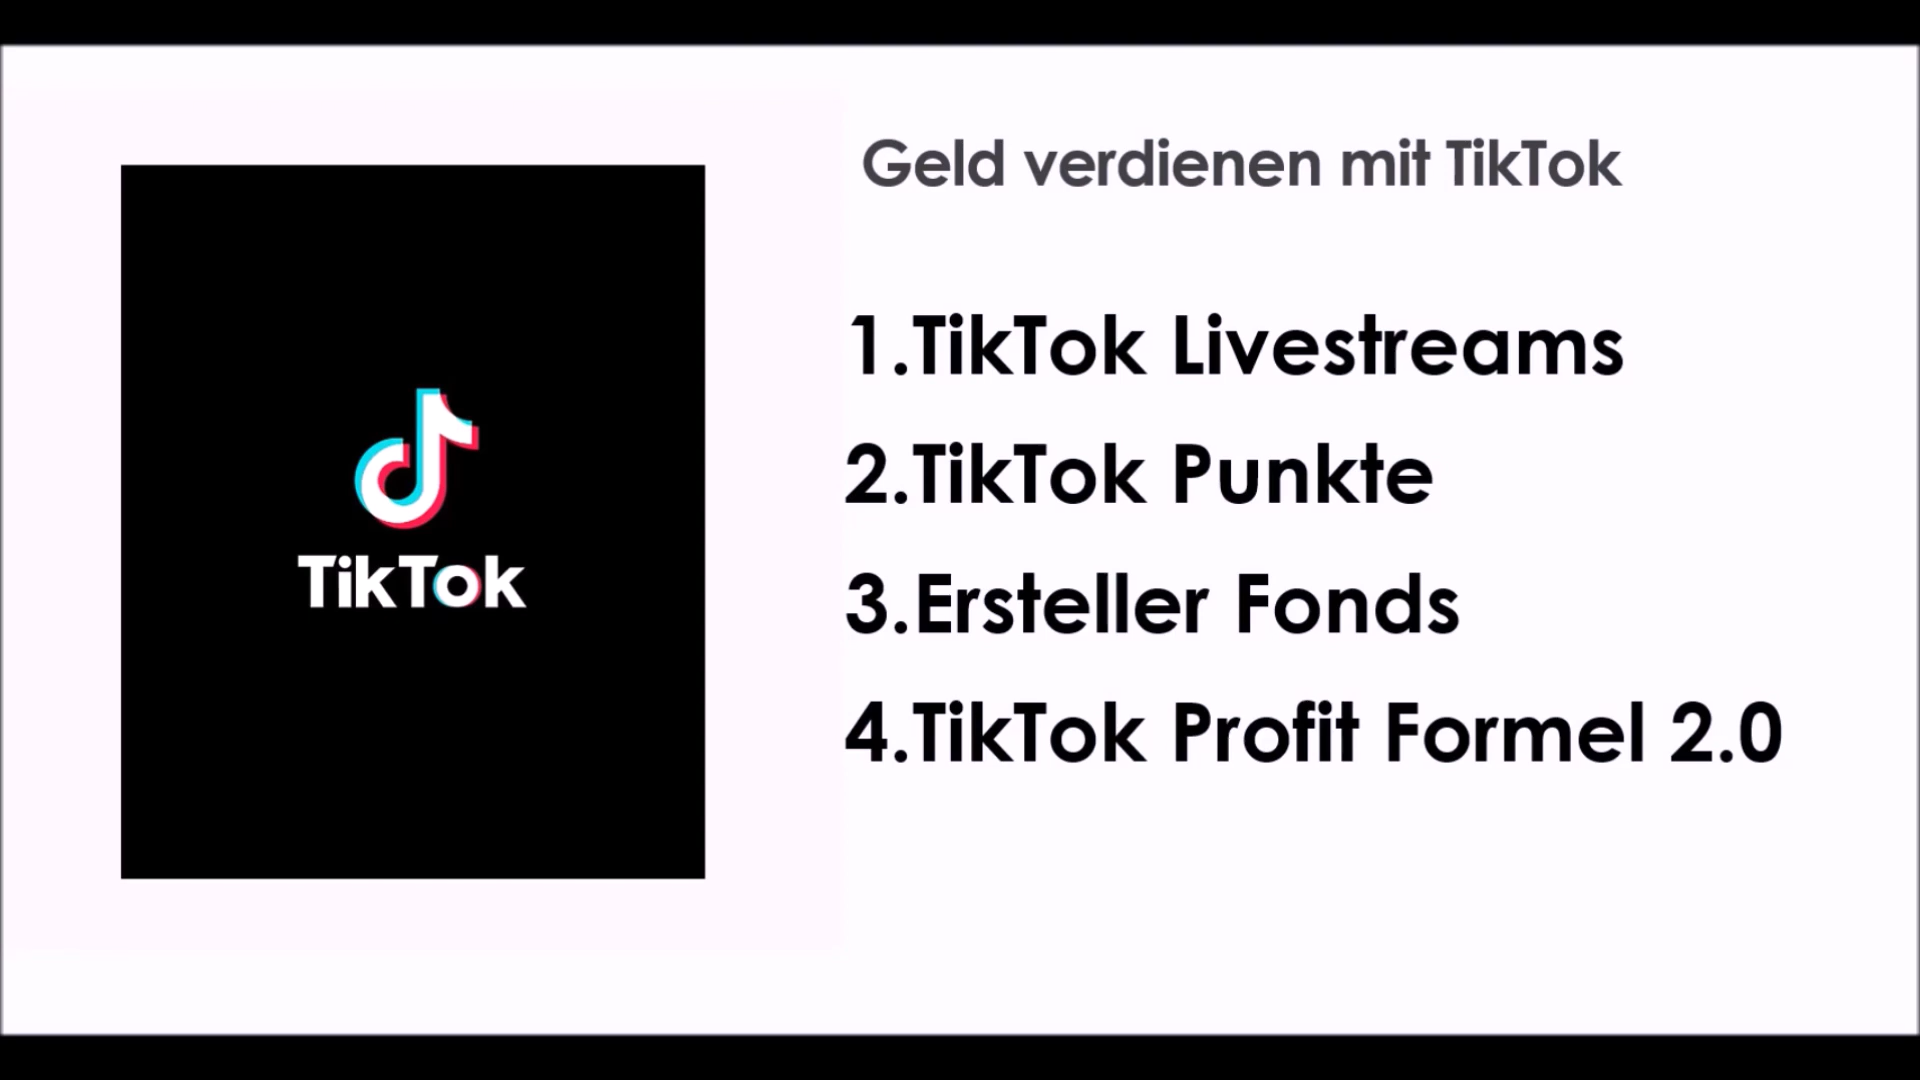 TikTok
Geld verdienen mit TikTok
1.TikTok Livestreams
2.TikTok Punkte
3.Ersteller Fonds
4.TikTok Profit Formel 2.0